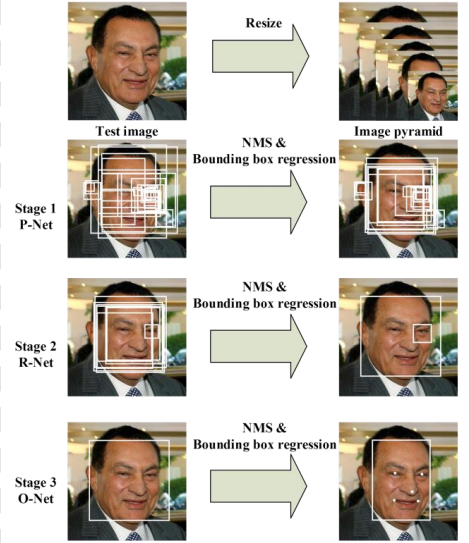 Resize
Test image
Image pyramid
NMS &
Bounding box regression
Stage 1
P-Net
NMS &
Bounding box regression
Stage 2
R-Net
NMS &
Bounding box regression
Stage 3
O-Net